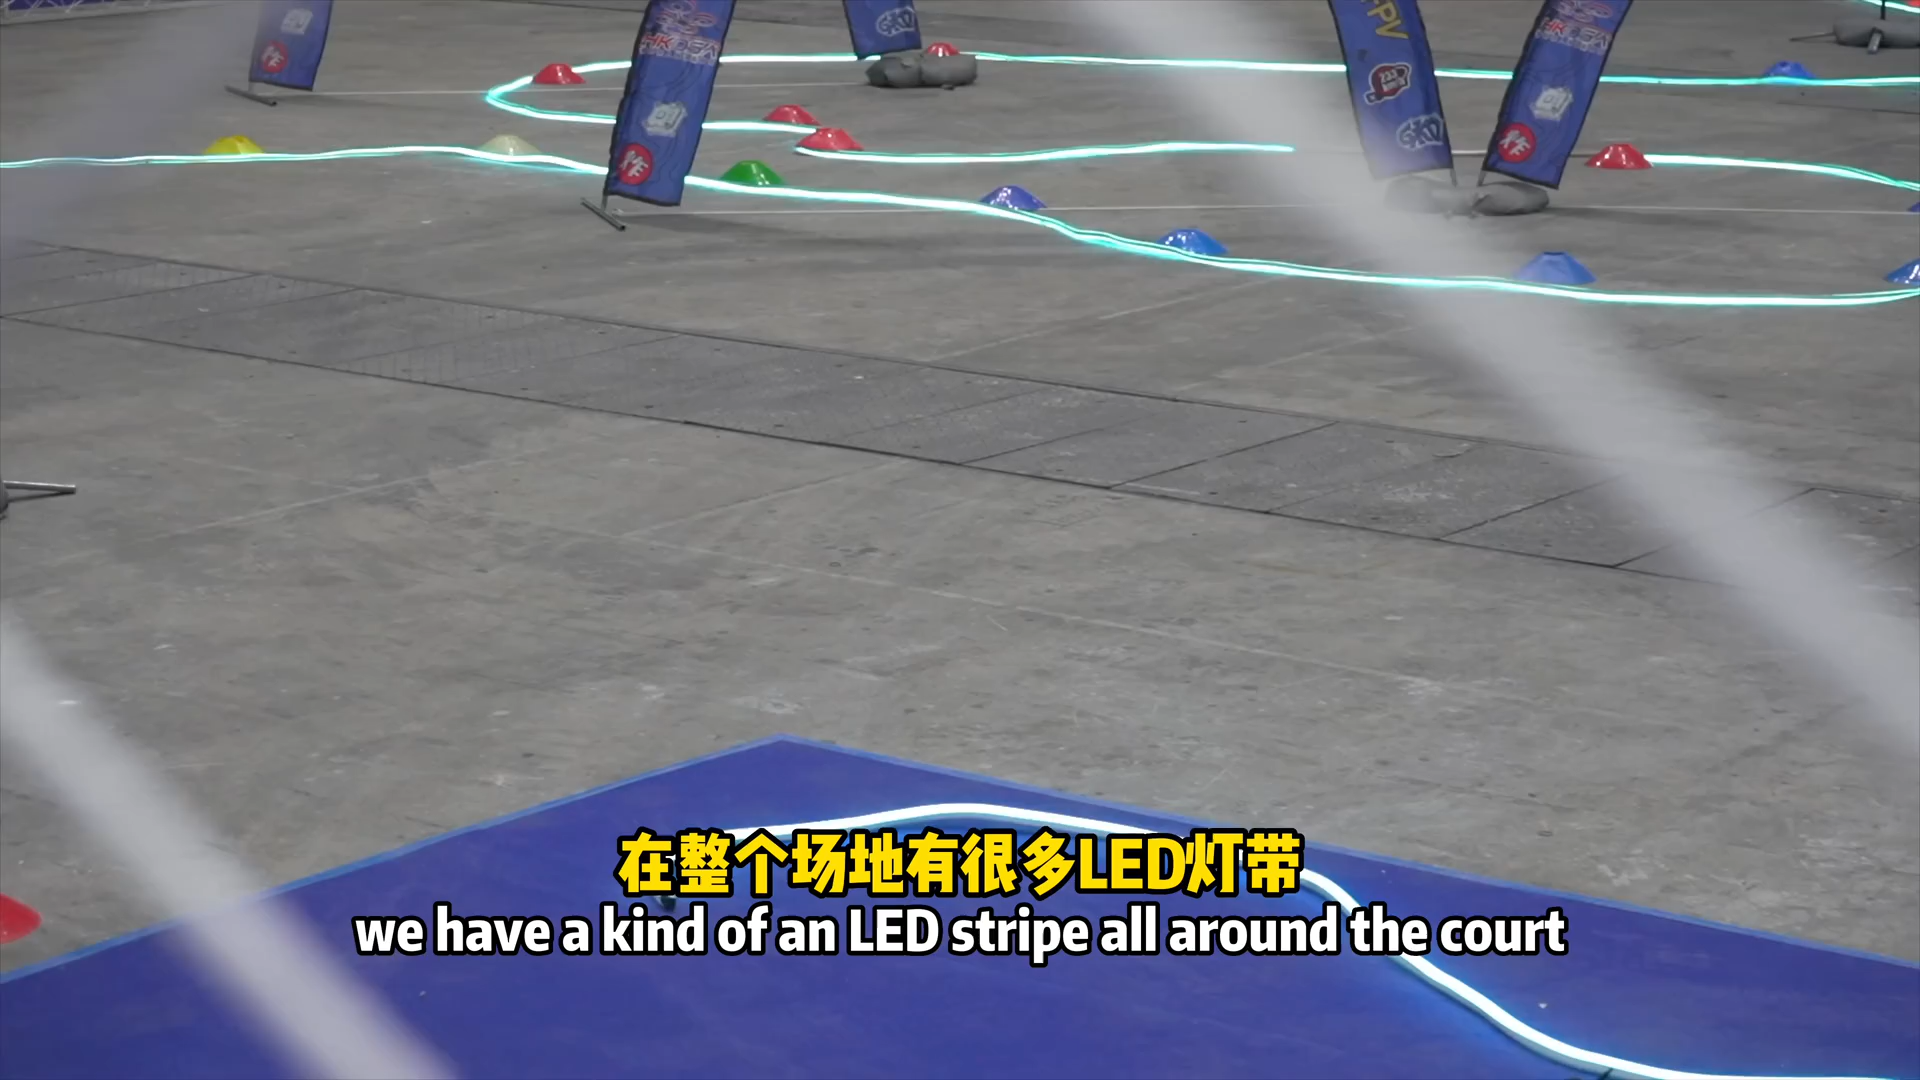 FPV
在整个场地有很多LED灯带
we have a kind of an LED stripe all around the court